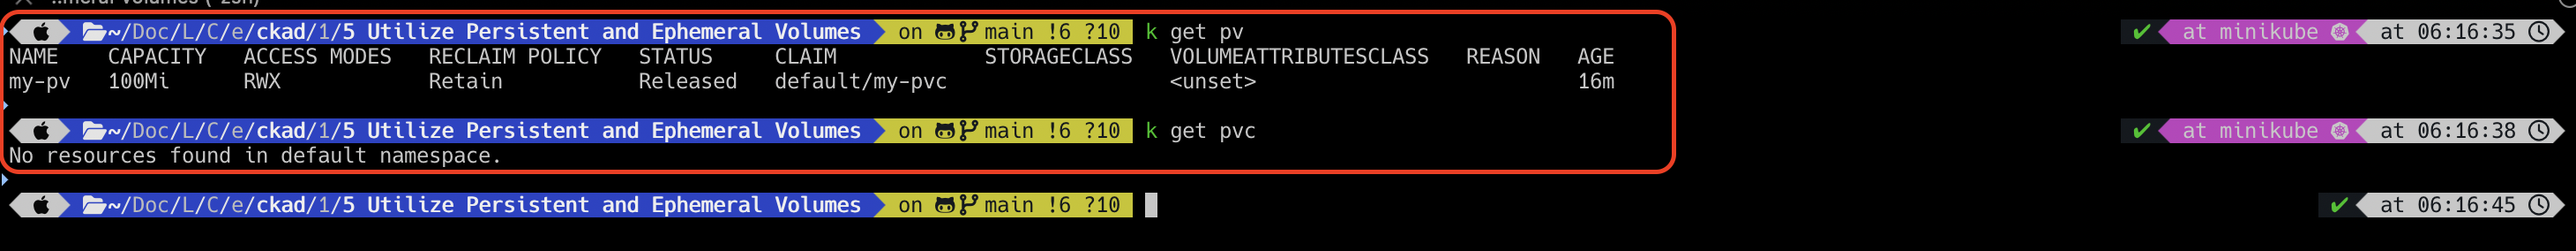 ~/Doc/L/C/e/ckad/1/5 Utilize Persistent and Ephemeral Volumes on main !6 ?10 k get pv ✔ at minikube at 06:16:35
NAME CAPACITY ACCESS MODES RECLAIM POLICY STATUS CLAIM STORAGECLASS VOLUMEATTRIBUTESCLASS REASON AGE
my-pv 100Mi RWX Retain Released default/my-pvc <unset> 16m
~/Doc/L/C/e/ckad/1/5 Utilize Persistent and Ephemeral Volumes on main !6 ?10 k get pvc ✔ at minikube at 06:16:38
No resources found in default namespace.
~/Doc/L/C/e/ckad/1/5 Utilize Persistent and Ephemeral Volumes on main !6 ?10 ✔ at 06:16:45